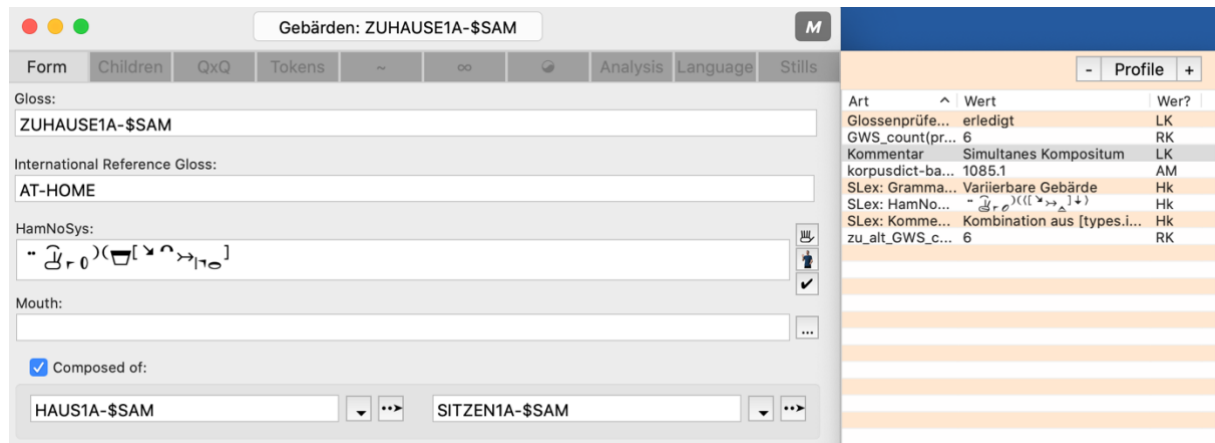 Gebärden: ZUHAUSE1A-$SAM
M
Form Children QxQ Tokens ~ ∞ Analysis Language Stills
- Profile +
Gloss:
ZUHAUSE1A-$SAM
International Reference Gloss:
AT-HOME
HamNoSys:
Mouth:
...
Composed of:
HAUS1A-$SAM SITZEN1A-$SAM
Art Wert Wer?
Glossenprüfe... erledigt LK
GWS_count(pr... 6 RK
Kommentar Simultanes Kompositum LK
korpusdict-ba... 1085.1 AM
SLex: Gramma... Variierbare Gebärde Hk
SLex: HamNo... Hk
SLex: Komme... Kombination aus [types.i... Hk
zu_alt_GWS_c... 6 RK